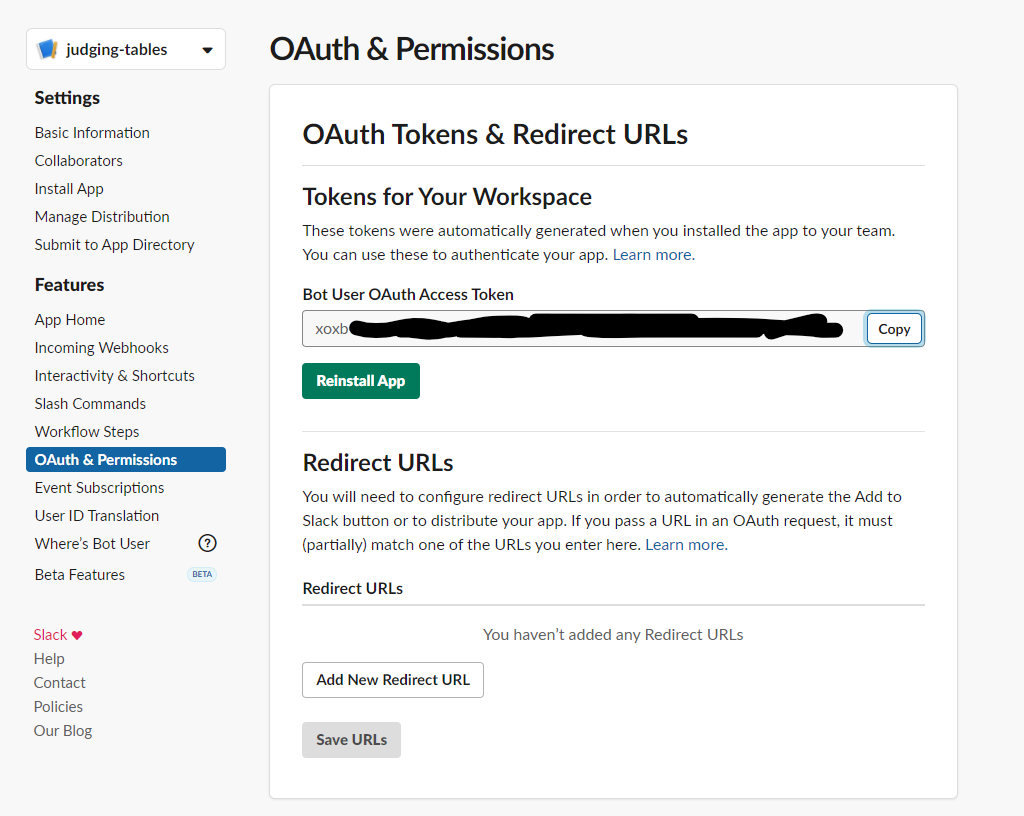 judging-tables
Settings
Basic Information
Collaborators
Install App
Manage Distribution
Submit to App Directory
Features
App Home
Incoming Webhooks
Interactivity & Shortcuts
Slash Commands
Workflow Steps
OAuth & Permissions
Event Subscriptions
User ID Translation
Where's Bot User
?
Beta Features
BETA
Slack
Help
Contact
Policies
Our Blog
OAuth & Permissions
OAuth Tokens & Redirect URLs
Tokens for Your Workspace
These tokens were automatically generated when you installed the app to your team.
You can use these to authenticate your app. Learn more.
Bot User OAuth Access Token
xoxb
Copy
Reinstall App
Redirect URLs
You will need to configure redirect URLs in order to automatically generate the Add to
Slack button or to distribute your app. If you pass a URL in an OAuth request, it must
(partially) match one of the URLs you enter here. Learn more.
Redirect URLs
You haven't added any Redirect URLs
Add New Redirect URL
Save URLs